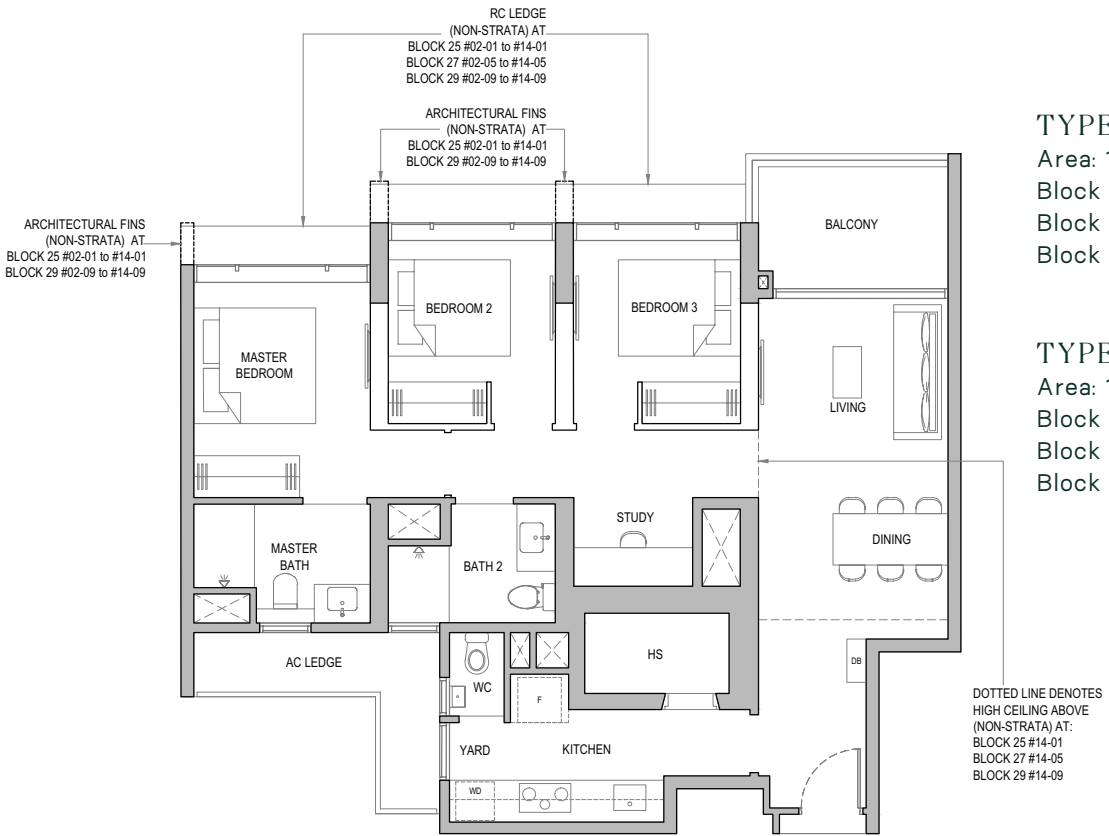 RC LEDGE
(NON-STRATA) AT
BLOCK 25 #02-01 to #14-01
BLOCK 27 #02-05 to #14-05
BLOCK 29 #02-09 to #14-09
ARCHITECTURAL FINS
(NON-STRATA) AT
BLOCK 25 #02-01 to #14-01
BLOCK 29 #02-09 to #14-09
ARCHITECTURAL FINS
(NON-STRATA) AT
BLOCK 25 #02-01 to #14-01
BLOCK 29 #02-09 to #14-09
BALCONY
BEDROOM 2
BEDROOM 3
MASTER
BEDROOM
LIVING
STUDY
DINING
MASTER
BATH
BATH 2
HS
AC LEDGE
WC
F
DB
YARD
KITCHEN
WD
DOTTED LINE DENOTES
HIGH CEILING ABOVE
(NON-STRATA) AT:
BLOCK 25 #14-01
BLOCK 27 #14-05
BLOCK 29 #14-09
TYPE
Area: 1
Block
Block
Block
TYPE
Area: 1
Block
Block
Block